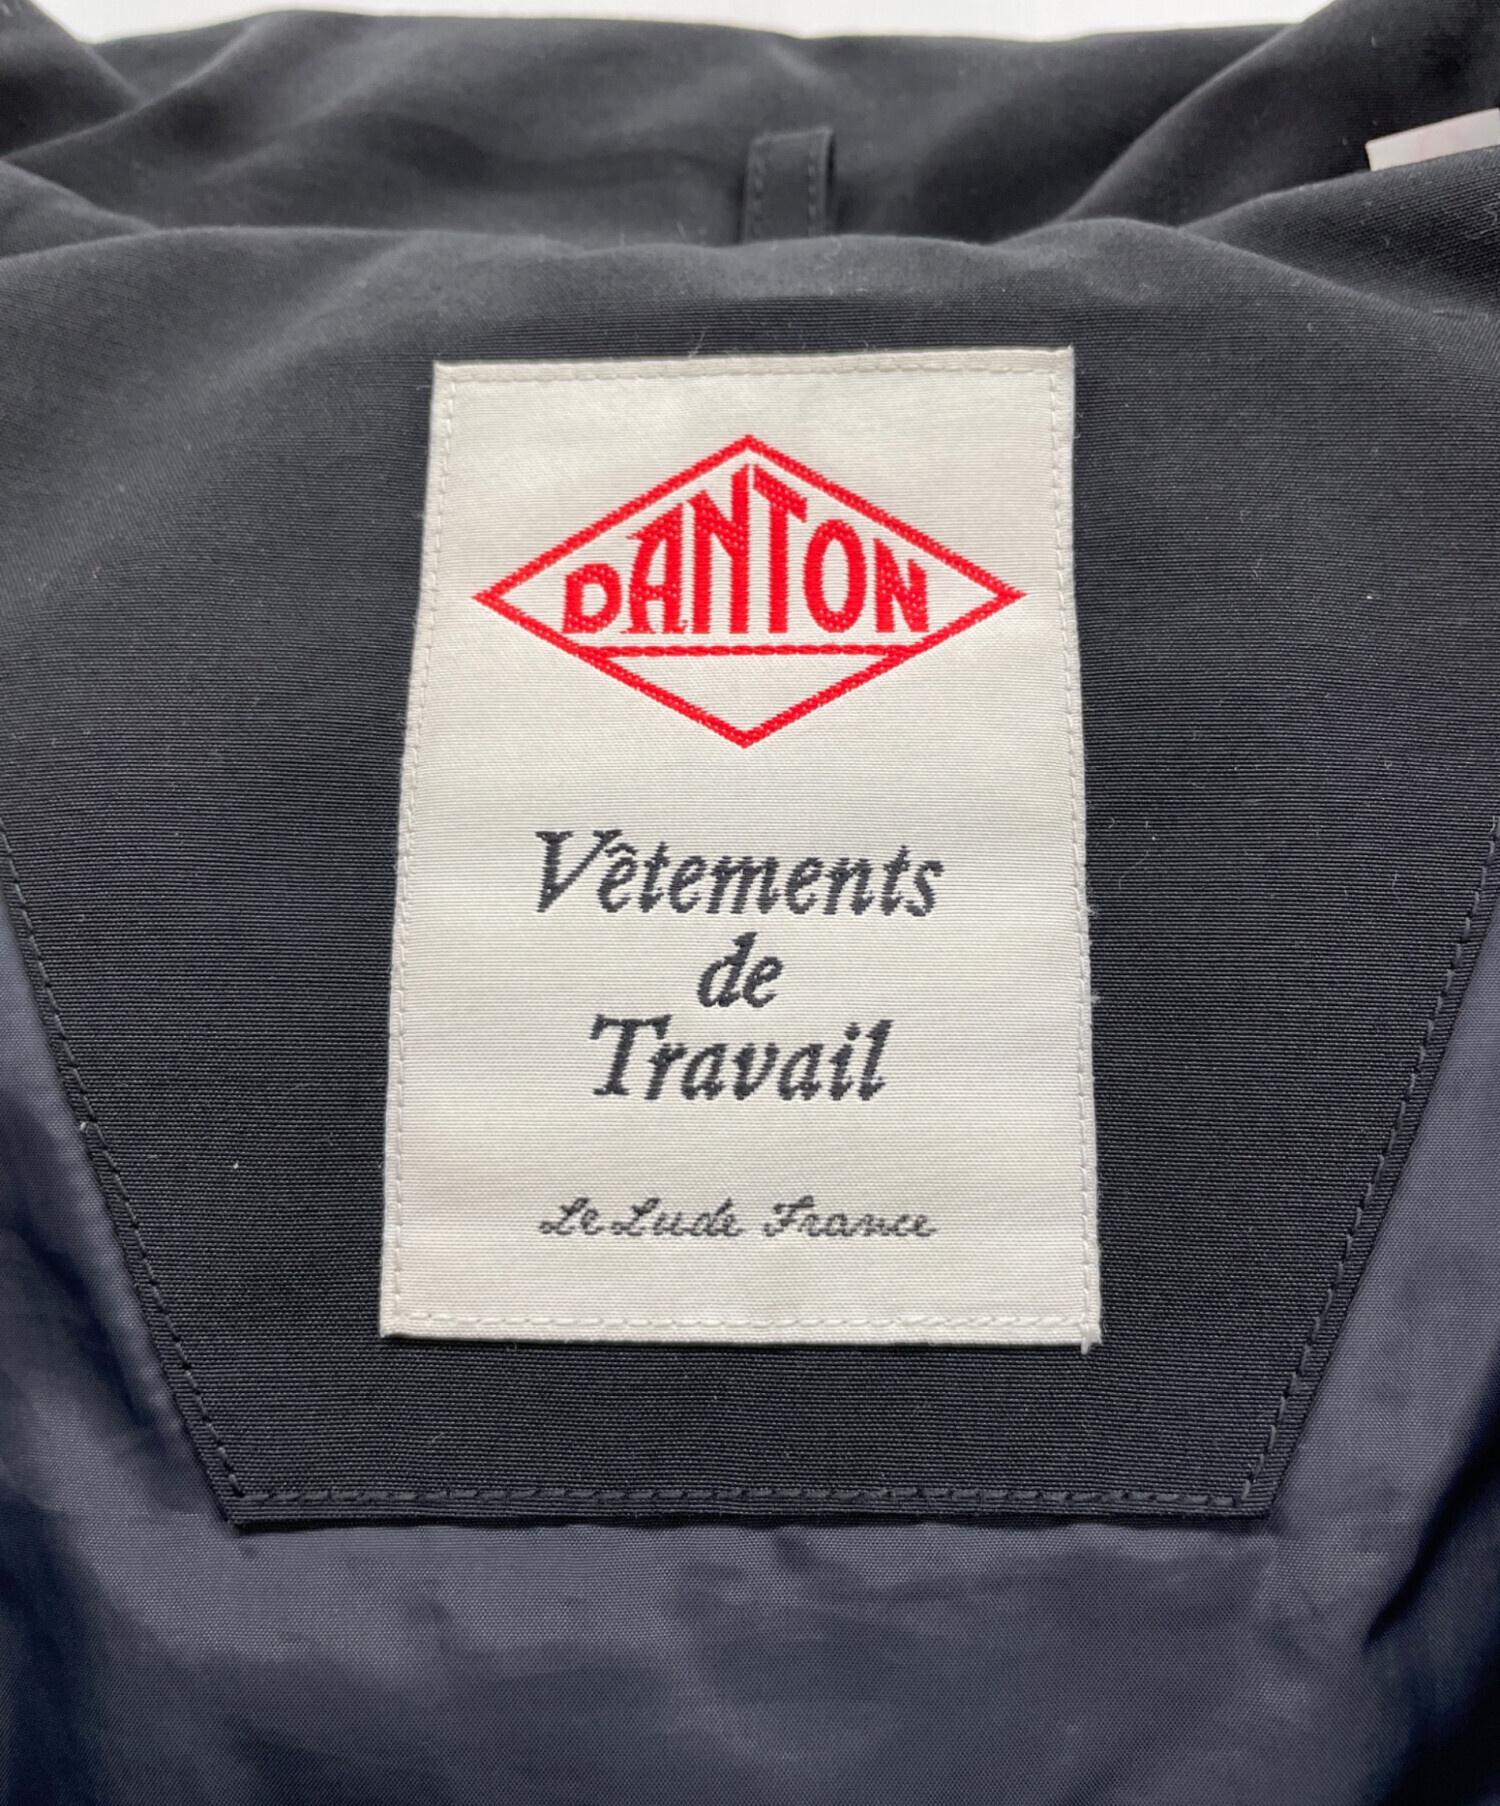 DANTON
Vêtements
de
Travail
Le Lude France